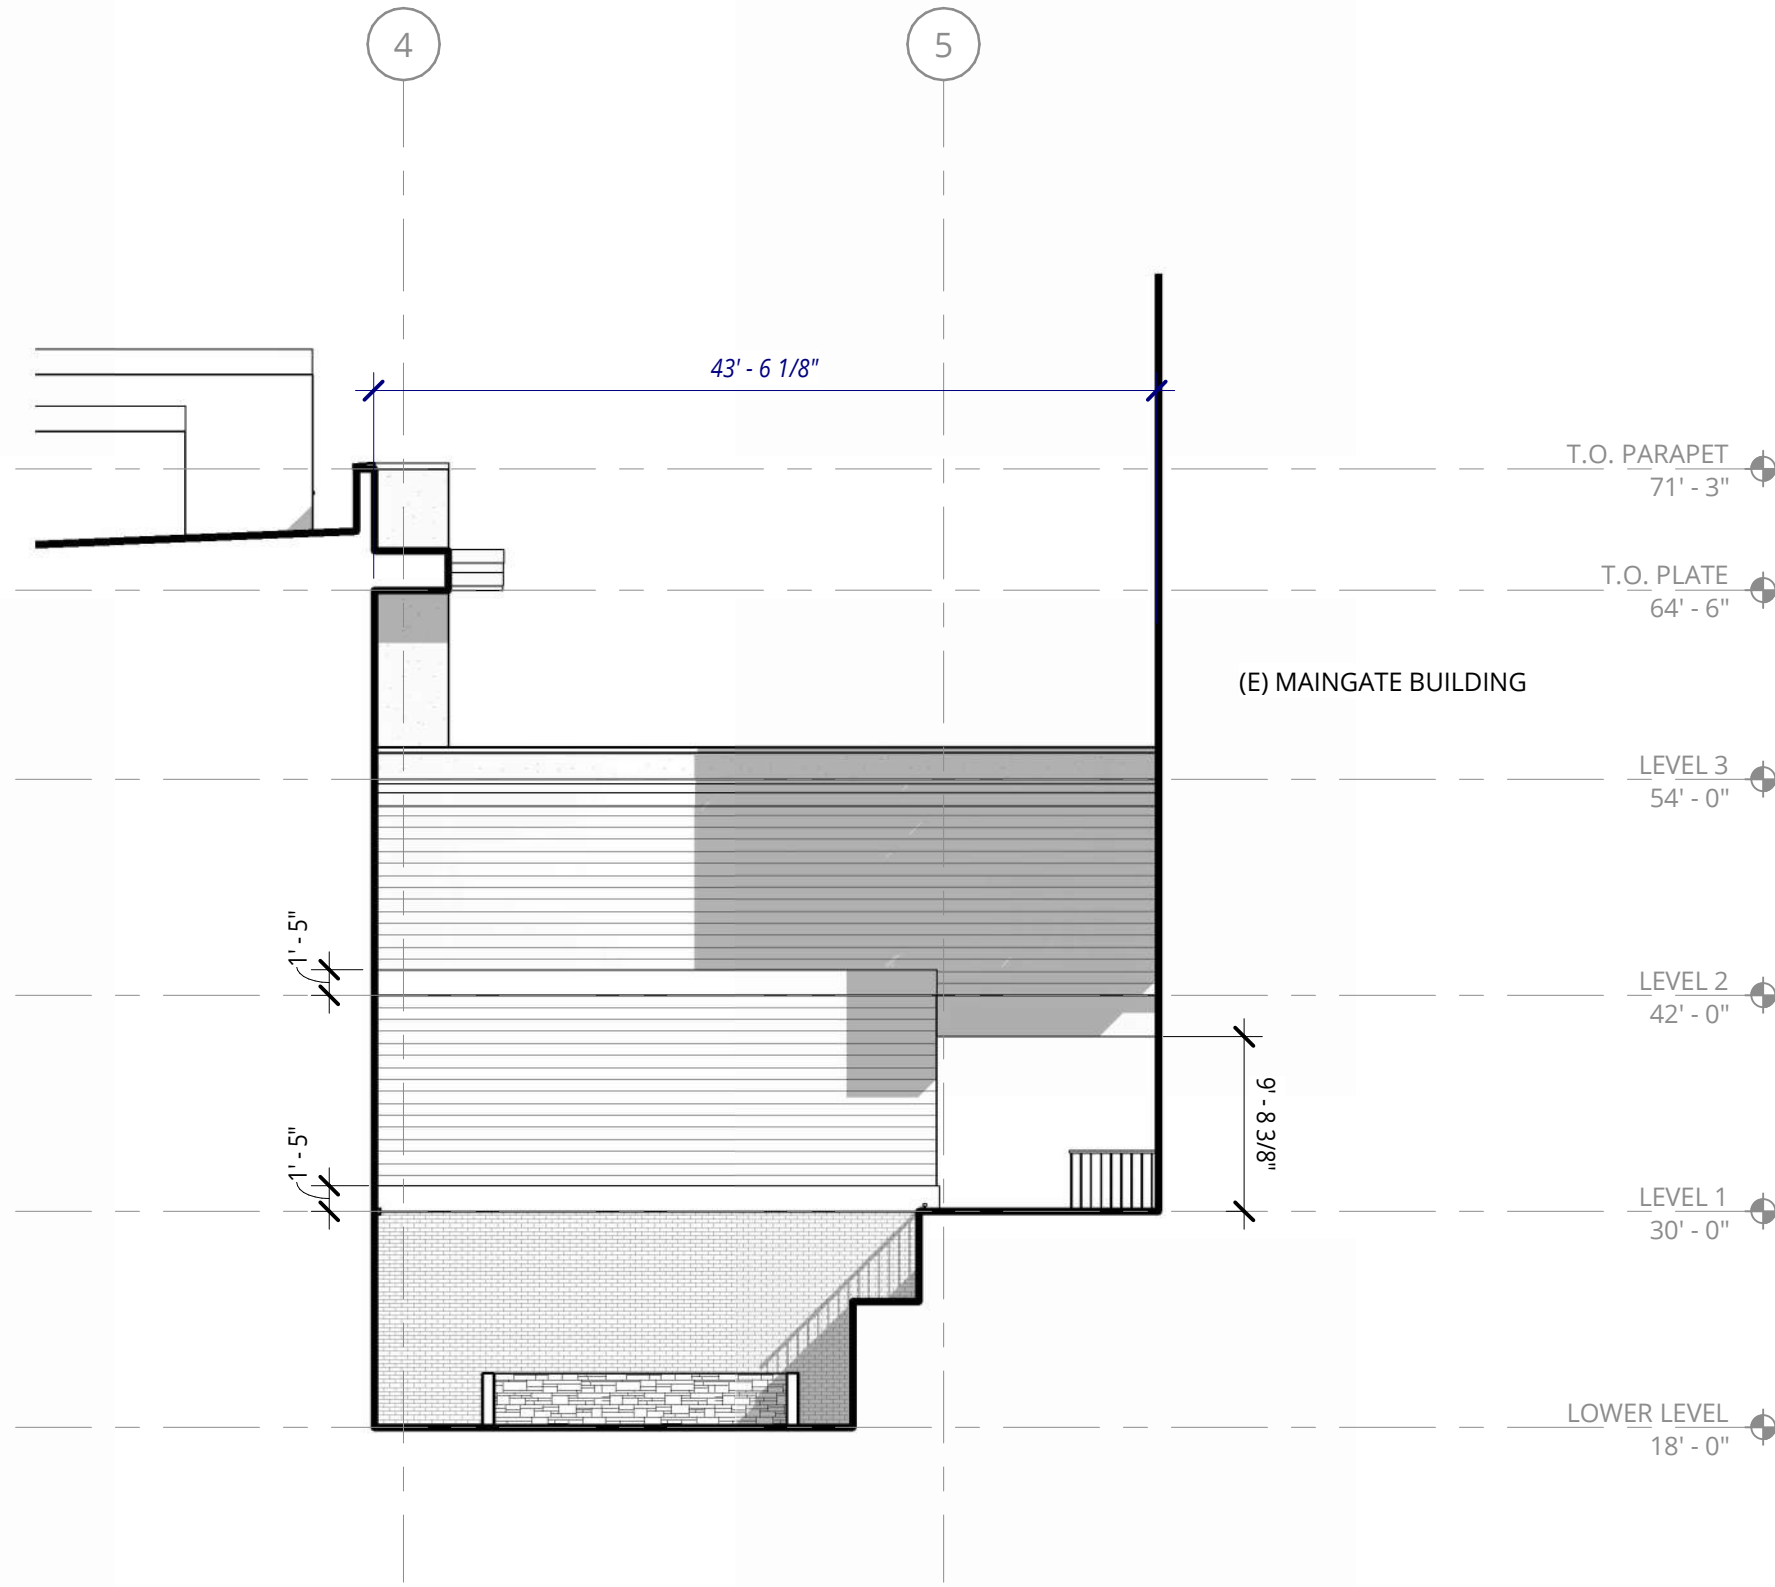 4
5
43' - 6 1/8"
T.O. PARAPET
71' - 3"
T.O. PLATE
64' - 6"
(E) MAINGATE BUILDING
LEVEL 3
54' - 0"
1' - 5"
LEVEL 2
42' - 0"
9' - 8 3/8"
1' - 5"
LEVEL 1
30' - 0"
LOWER LEVEL
18' - 0"